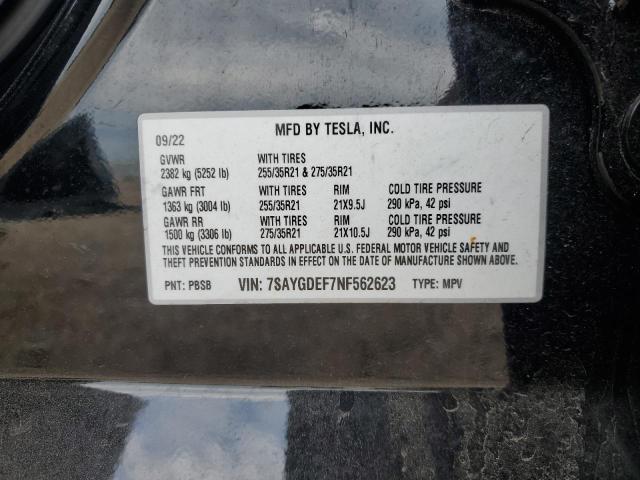 MFD BY TESLA, INC.
09/22
GVWR WITH TIRES
2382 kg (5252 lb) 255/35R21 & 275/35R21
GAWR FRT WITH TIRES RIM COLD TIRE PRESSURE
1363 kg (3004 lb) 255/35R21 21X9.5J 290 kPa, 42 psi
GAWR RR WITH TIRES RIM COLD TIRE PRESSURE
1500 kg (3306 lb) 275/35R21 21X10.5J 290 kPa, 42 psi
THIS VEHICLE CONFORMS TO ALL APPLICABLE U.S. FEDERAL MOTOR VEHICLE SAFETY AND
THEFT PREVENTION STANDARDS IN EFFECT ON THE DATE OF MANUFACTURE SHOWN ABOVE.
PNT: PBSB VIN: 7SAYGDEF7NF562623 TYPE: MPV